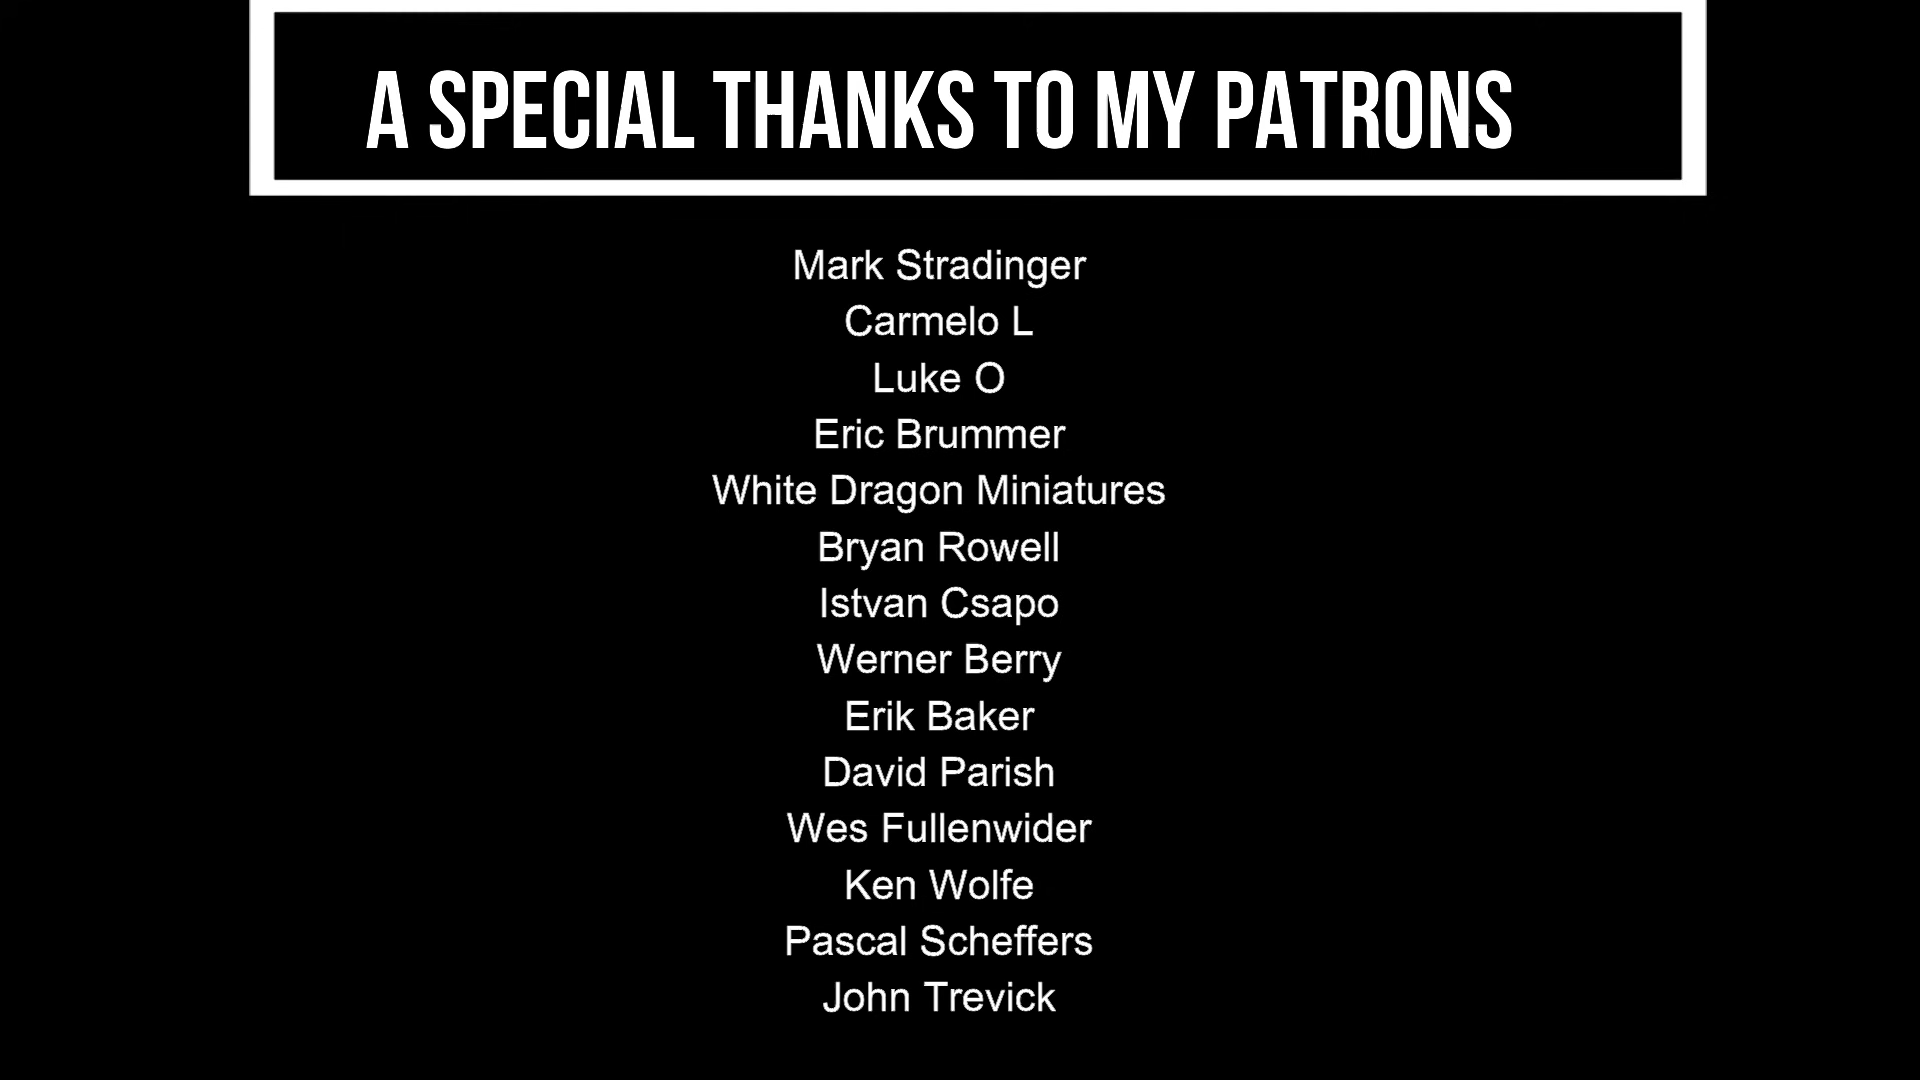 A SPECIAL THANKS TO MY PATRONS
Mark Stradinger
Carmelo L
Luke O
Eric Brummer
White Dragon Miniatures
Bryan Rowell
Istvan Csapo
Werner Berry
Erik Baker
David Parish
Wes Fullenwider
Ken Wolfe
Pascal Scheffers
John Trevick